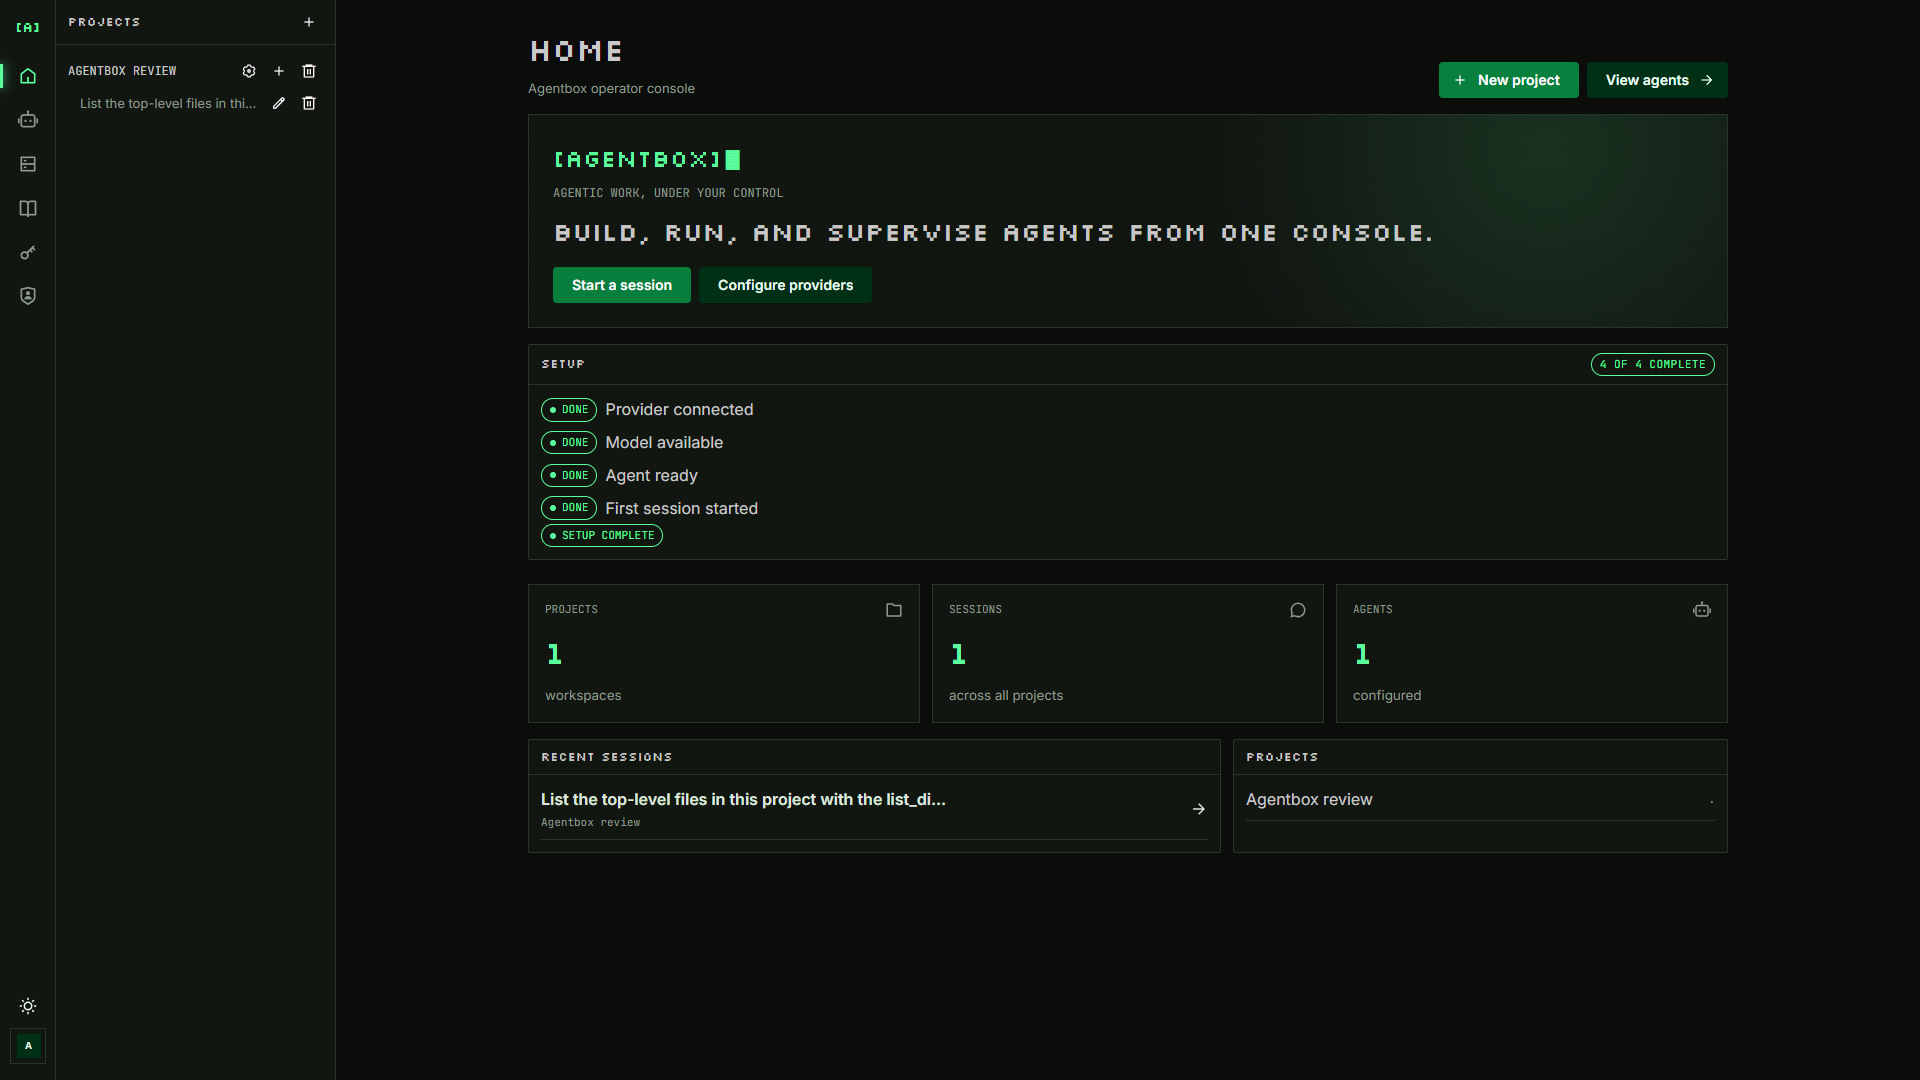 [A]
PROJECTS
AGENTBOX REVIEW
List the top-level files in thi...
A
HOME
Agentbox operator console
New project
View agents
[AGENTBOX]
AGENTIC WORK, UNDER YOUR CONTROL
BUILD, RUN, AND SUPERVISE AGENTS FROM ONE CONSOLE.
Start a session
Configure providers
SETUP
4 OF 4 COMPLETE
DONE Provider connected
DONE Model available
DONE Agent ready
DONE First session started
SETUP COMPLETE
PROJECTS
1
workspaces
SESSIONS
1
across all projects
AGENTS
1
configured
RECENT SESSIONS
List the top-level files in this project with the list_di...
Agentbox review
PROJECTS
Agentbox review
.